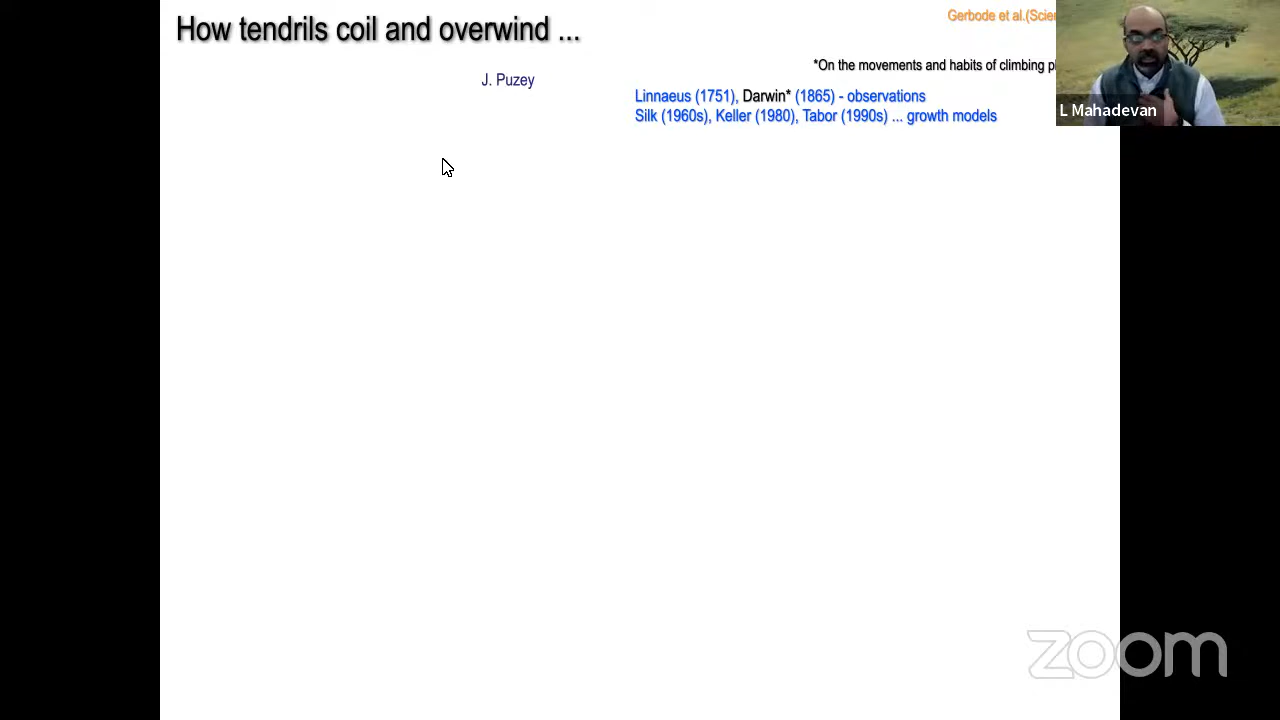 How tendrils coil and overwind ...
Gerbode et al.
*On the movements and habits of climbing
J. Puzey
Linnaeus (1751), Darwin* (1865) - observations
Silk (1960s), Keller (1980), Tabor (1990s) ... growth models
L Mahadevan
zoom